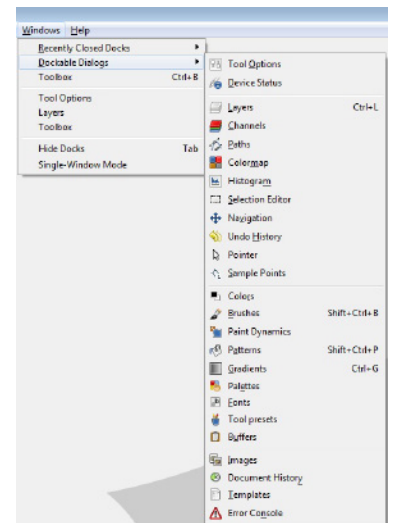 Windows Help
Recently Closed Docks
Dockable Dialogs
Toolbox Ctrl+B
Tool Options
Layers
Toolbox
Hide Docks Tab
Single-Window Mode
Tool Options
Device Status
Layers Ctrl+L
Channels
Paths
Colormap
Histogram
Selection Editor
Navigation
Undo History
Pointer
Sample Points
Colors
Brushes Shift+Ctrl+B
Paint Dynamics
Patterns Shift+Ctrl+P
Gradients Ctrl+G
Palettes
Fonts
Tool presets
Buffers
Images
Document History
Templates
Error Console